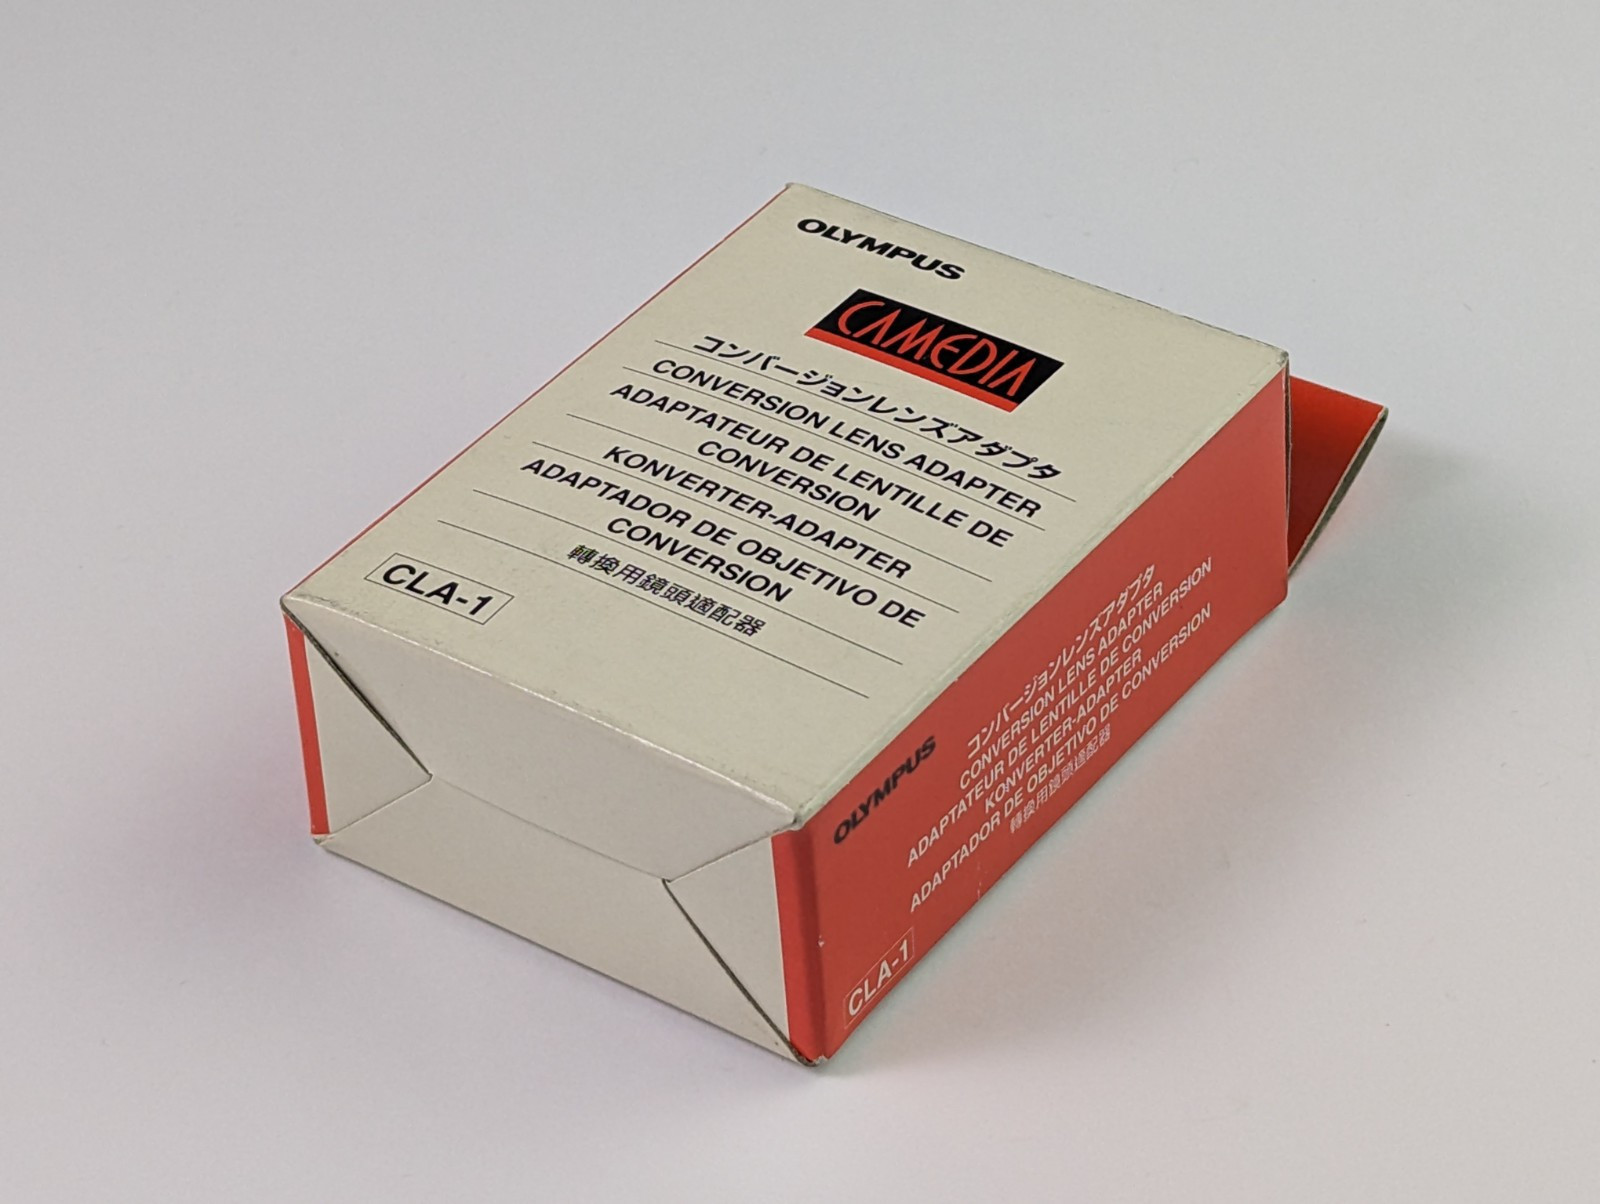 OLYMPUS
CAMEDIA
コンバージョンレンズアダプタ
CONVERSION LENS ADAPTER
ADAPTATEUR DE LENTILLE DE
CONVERSION
KONVERTER-ADAPTER
ADAPTADOR DE OBJETIVO DE
CONVERSION
轉換用鏡頭適配器
CLA-1
OLYMPUS
コンバージョンレンズアダプタ
CONVERSION LENS ADAPTER
ADAPTATEUR DE LENTILLE DE CONVERSION
KONVERTER-ADAPTER
ADAPTADOR DE OBJETIVO DE CONVERSION
轉換用鏡頭適配器
CLA-1